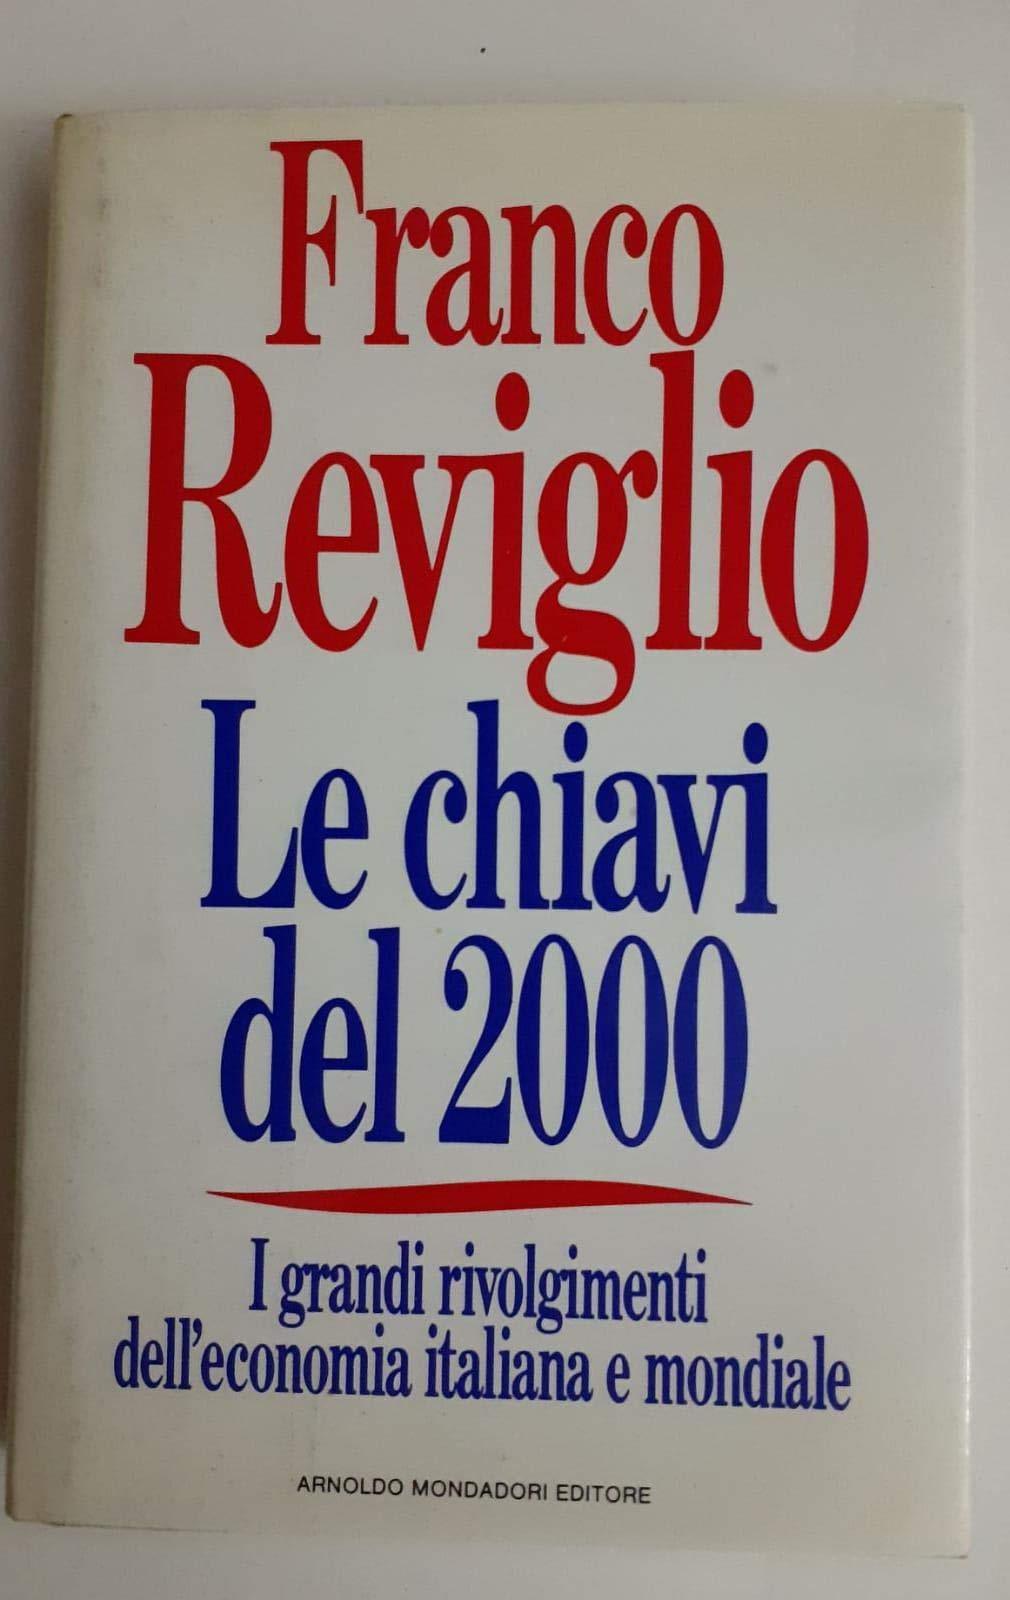 Franco
Reviglio
Le chiavi
del 2000
I grandi rivolgimenti
dell'economia italiana e mondiale
ARNOLDO MONDADORI EDITORE